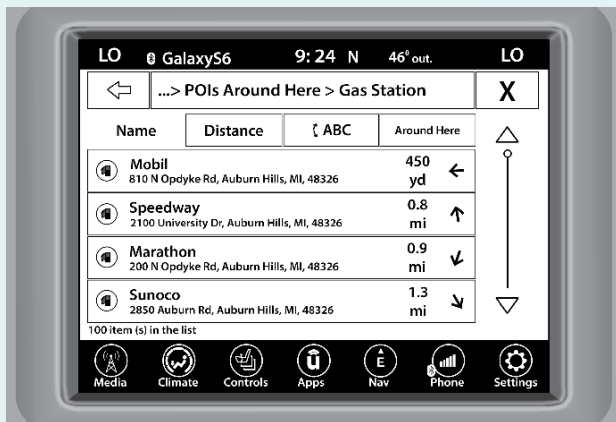 LO GalaxyS6 9:24 N 46° out. LO
...> POIs Around Here > Gas Station X
Name Distance ABC Around Here
Mobil 450 yd
810 N Opdyke Rd, Auburn Hills, MI, 48326
Speedway 0.8 mi
2100 University Dr, Auburn Hills, MI, 48326
Marathon 0.9 mi
200 N Opdyke Rd, Auburn Hills, MI, 48326
Sunoco 1.3 mi
2850 Auburn Rd, Auburn Hills, MI, 48326
100 item (s) in the list
û E
Media Climate Controls Apps Nav Phone Settings